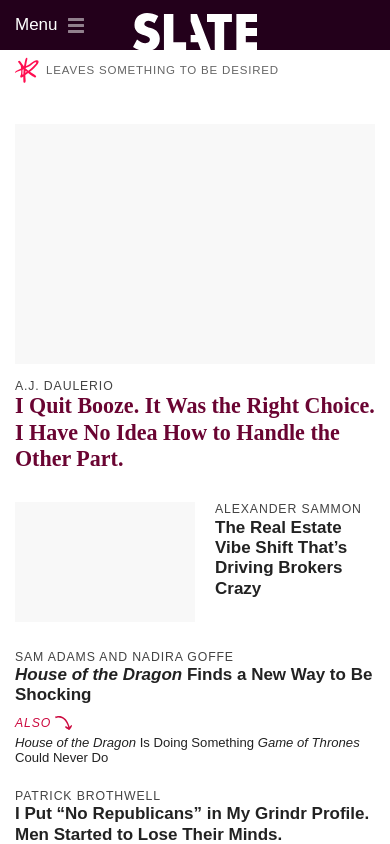 Menu
SLATE
LEAVES SOMETHING TO BE DESIRED
A.J. DAULERIO
I Quit Booze. It Was the Right Choice.
I Have No Idea How to Handle the
Other Part.
ALEXANDER SAMMON
The Real Estate
Vibe Shift That’s
Driving Brokers
Crazy
SAM ADAMS AND NADIRA GOFFE
House of the Dragon Finds a New Way to Be
Shocking
ALSO
House of the Dragon Is Doing Something Game of Thrones
Could Never Do
PATRICK BROTHWELL
I Put “No Republicans” in My Grindr Profile.
Men Started to Lose Their Minds.